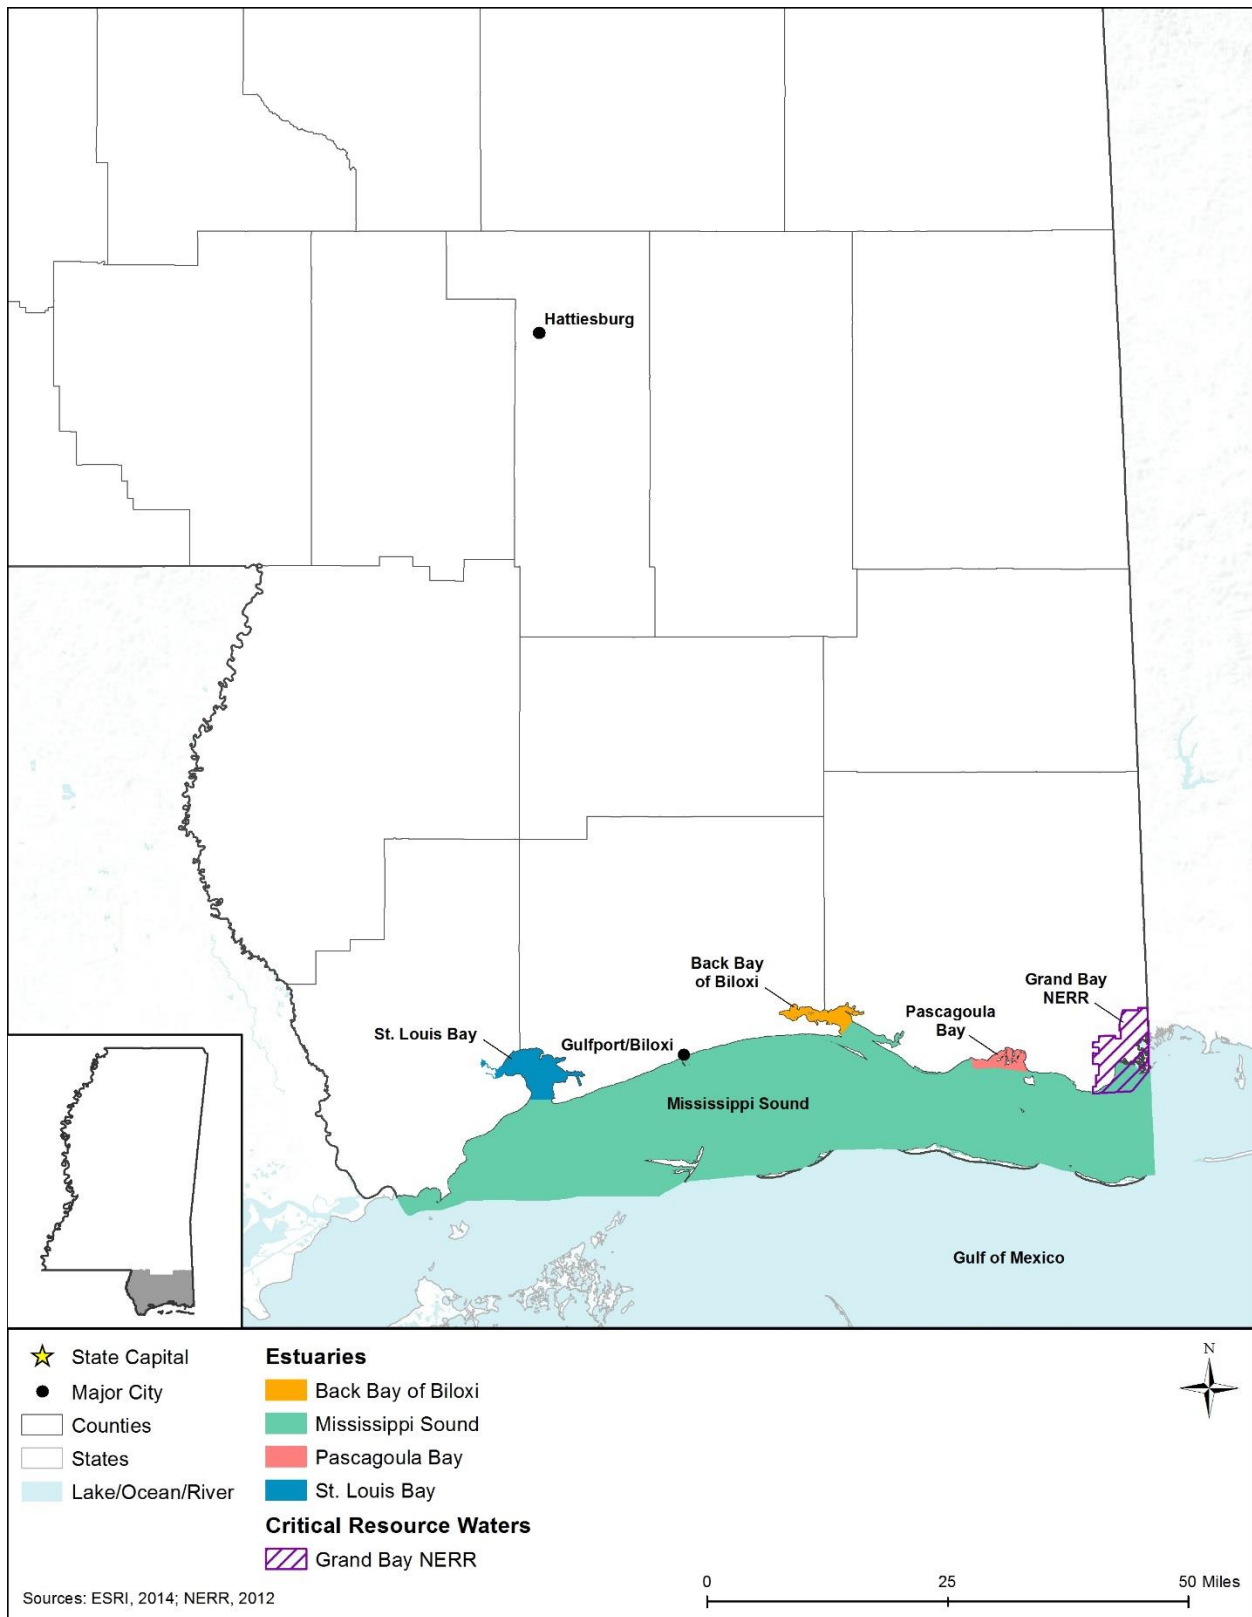 Hattiesburg
Back Bay
of Biloxi
Grand Bay
NERR
Pascagoula
Bay
St. Louis Bay
Gulfport/Biloxi
Mississippi Sound
Gulf of Mexico
State Capital
Major City
Counties
States
Lake/Ocean/River
Estuaries
Back Bay of Biloxi
Mississippi Sound
Pascagoula Bay
St. Louis Bay
Critical Resource Waters
Grand Bay NERR
N
Sources: ESRI, 2014; NERR, 2012
0 25 50 Miles